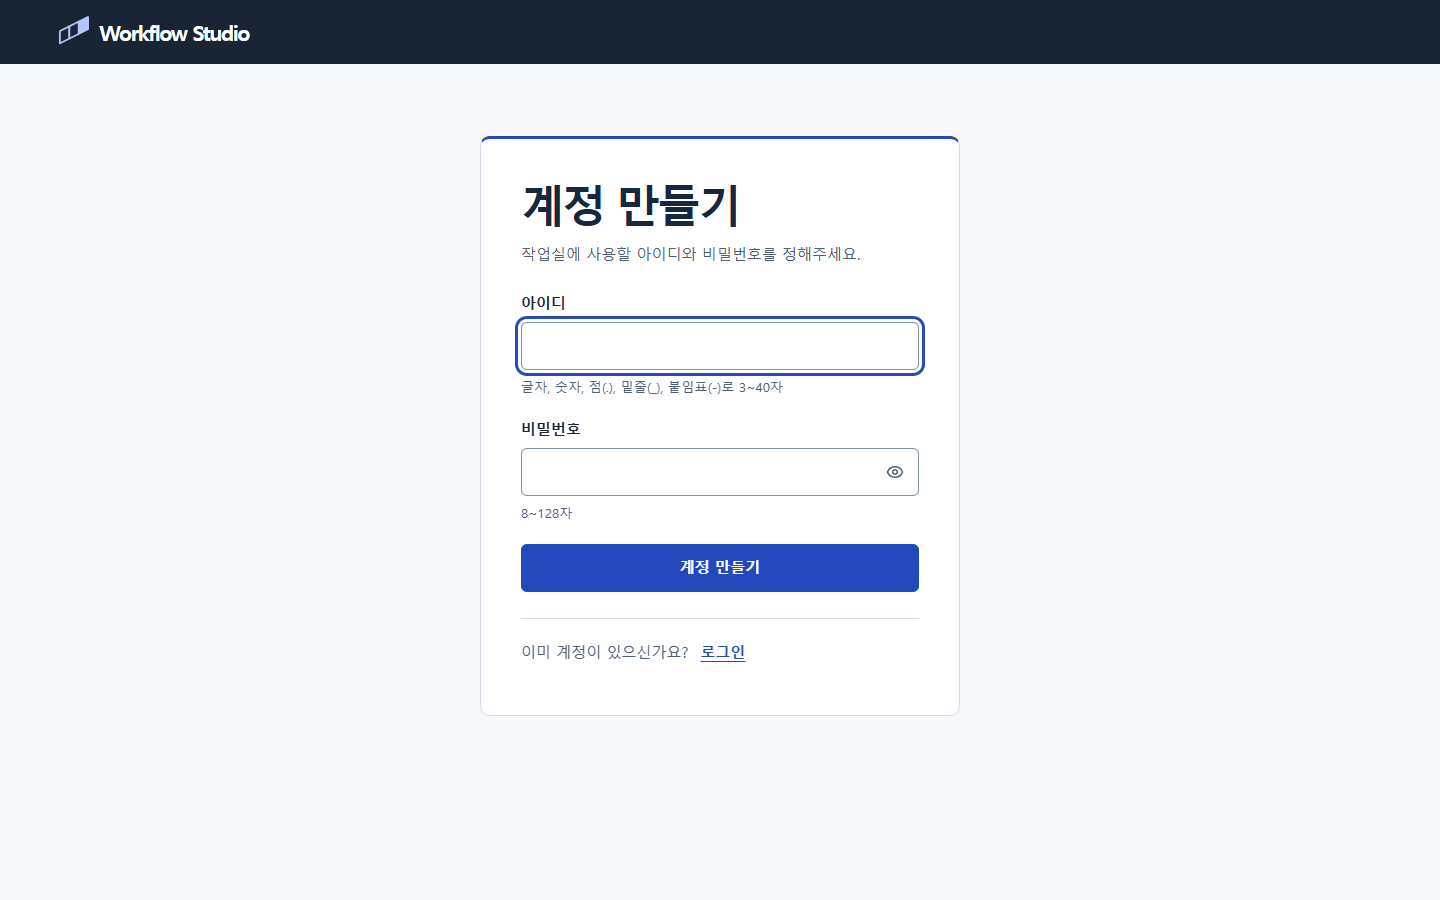 Workflow Studio
계정 만들기
작업실에 사용할 아이디와 비밀번호를 정해주세요.
아이디
글자, 숫자, 점(.), 밑줄(_), 붙임표(-)로 3~40자
비밀번호
8~128자
계정 만들기
이미 계정이 있으신가요? 로그인